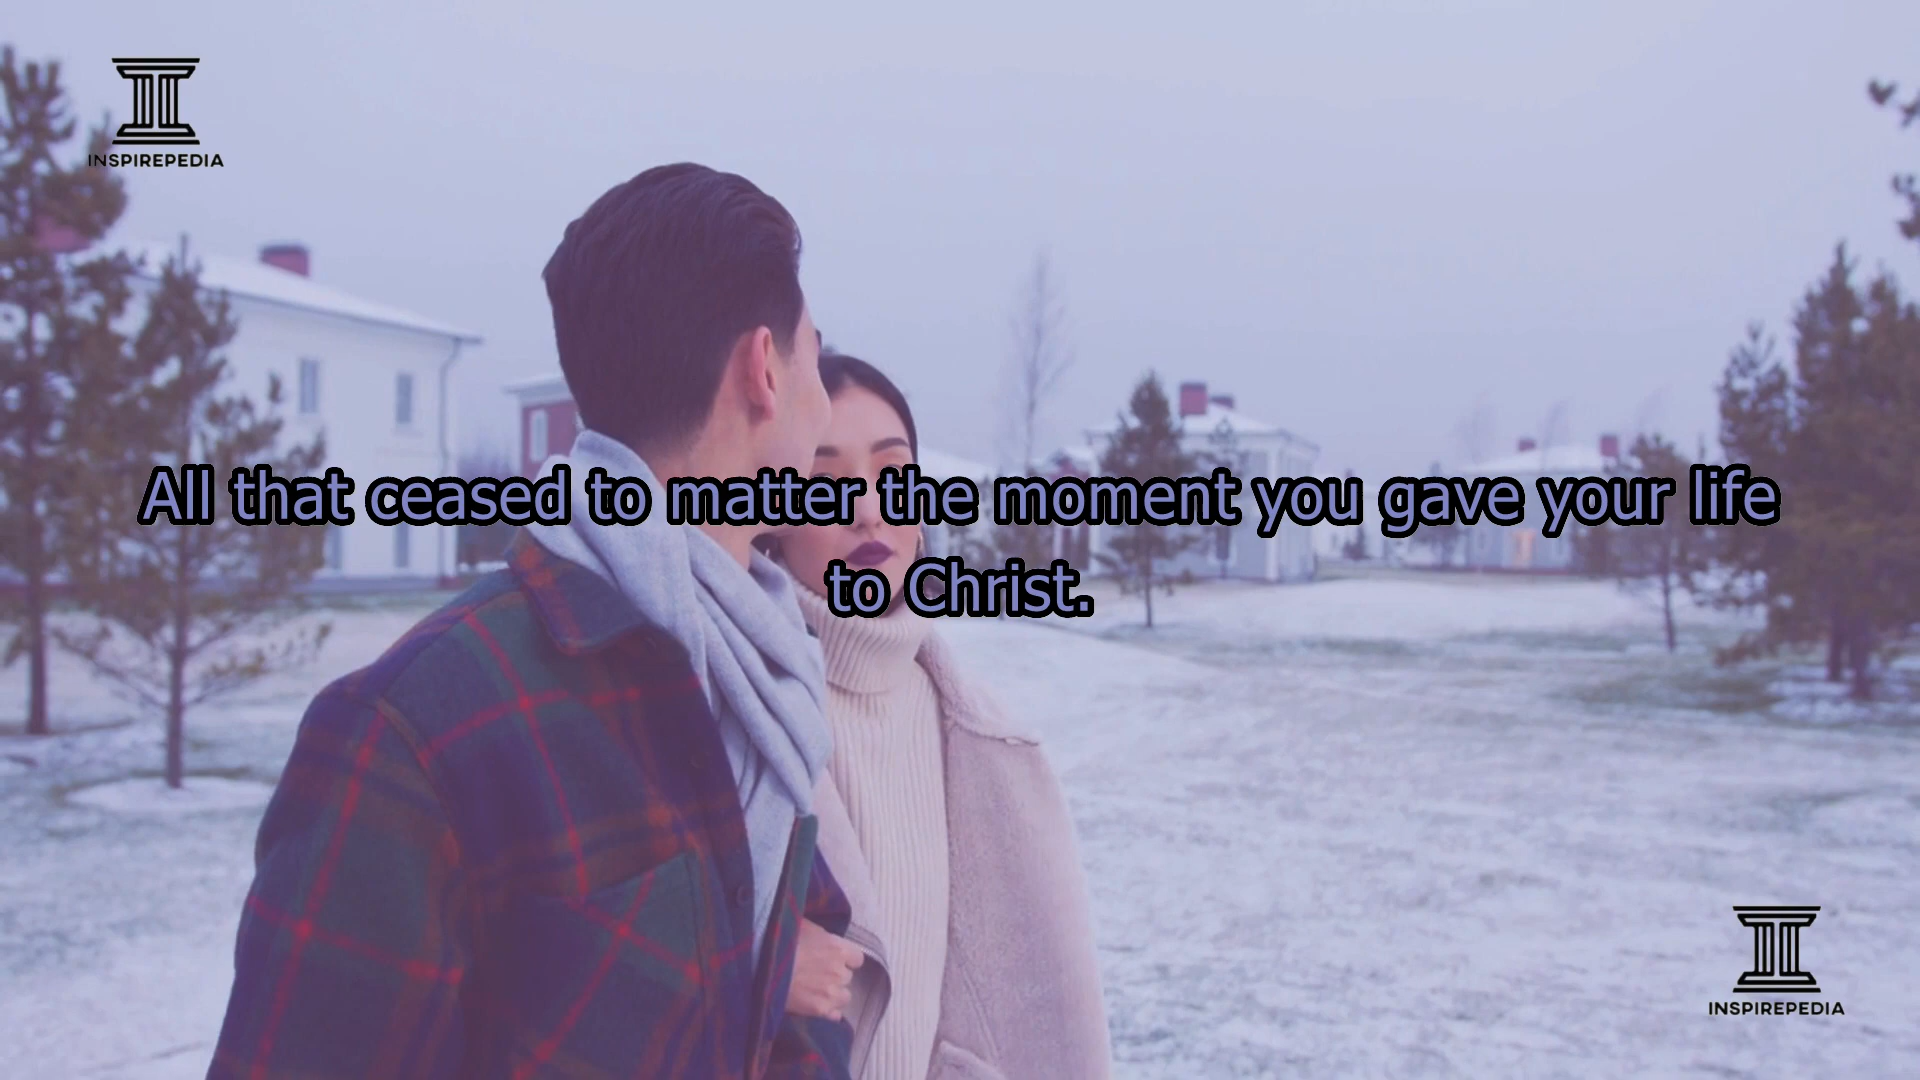 INSPIREPEDIA
All that ceased to matter the moment you gave your life
to Christ.
INSPIREPEDIA